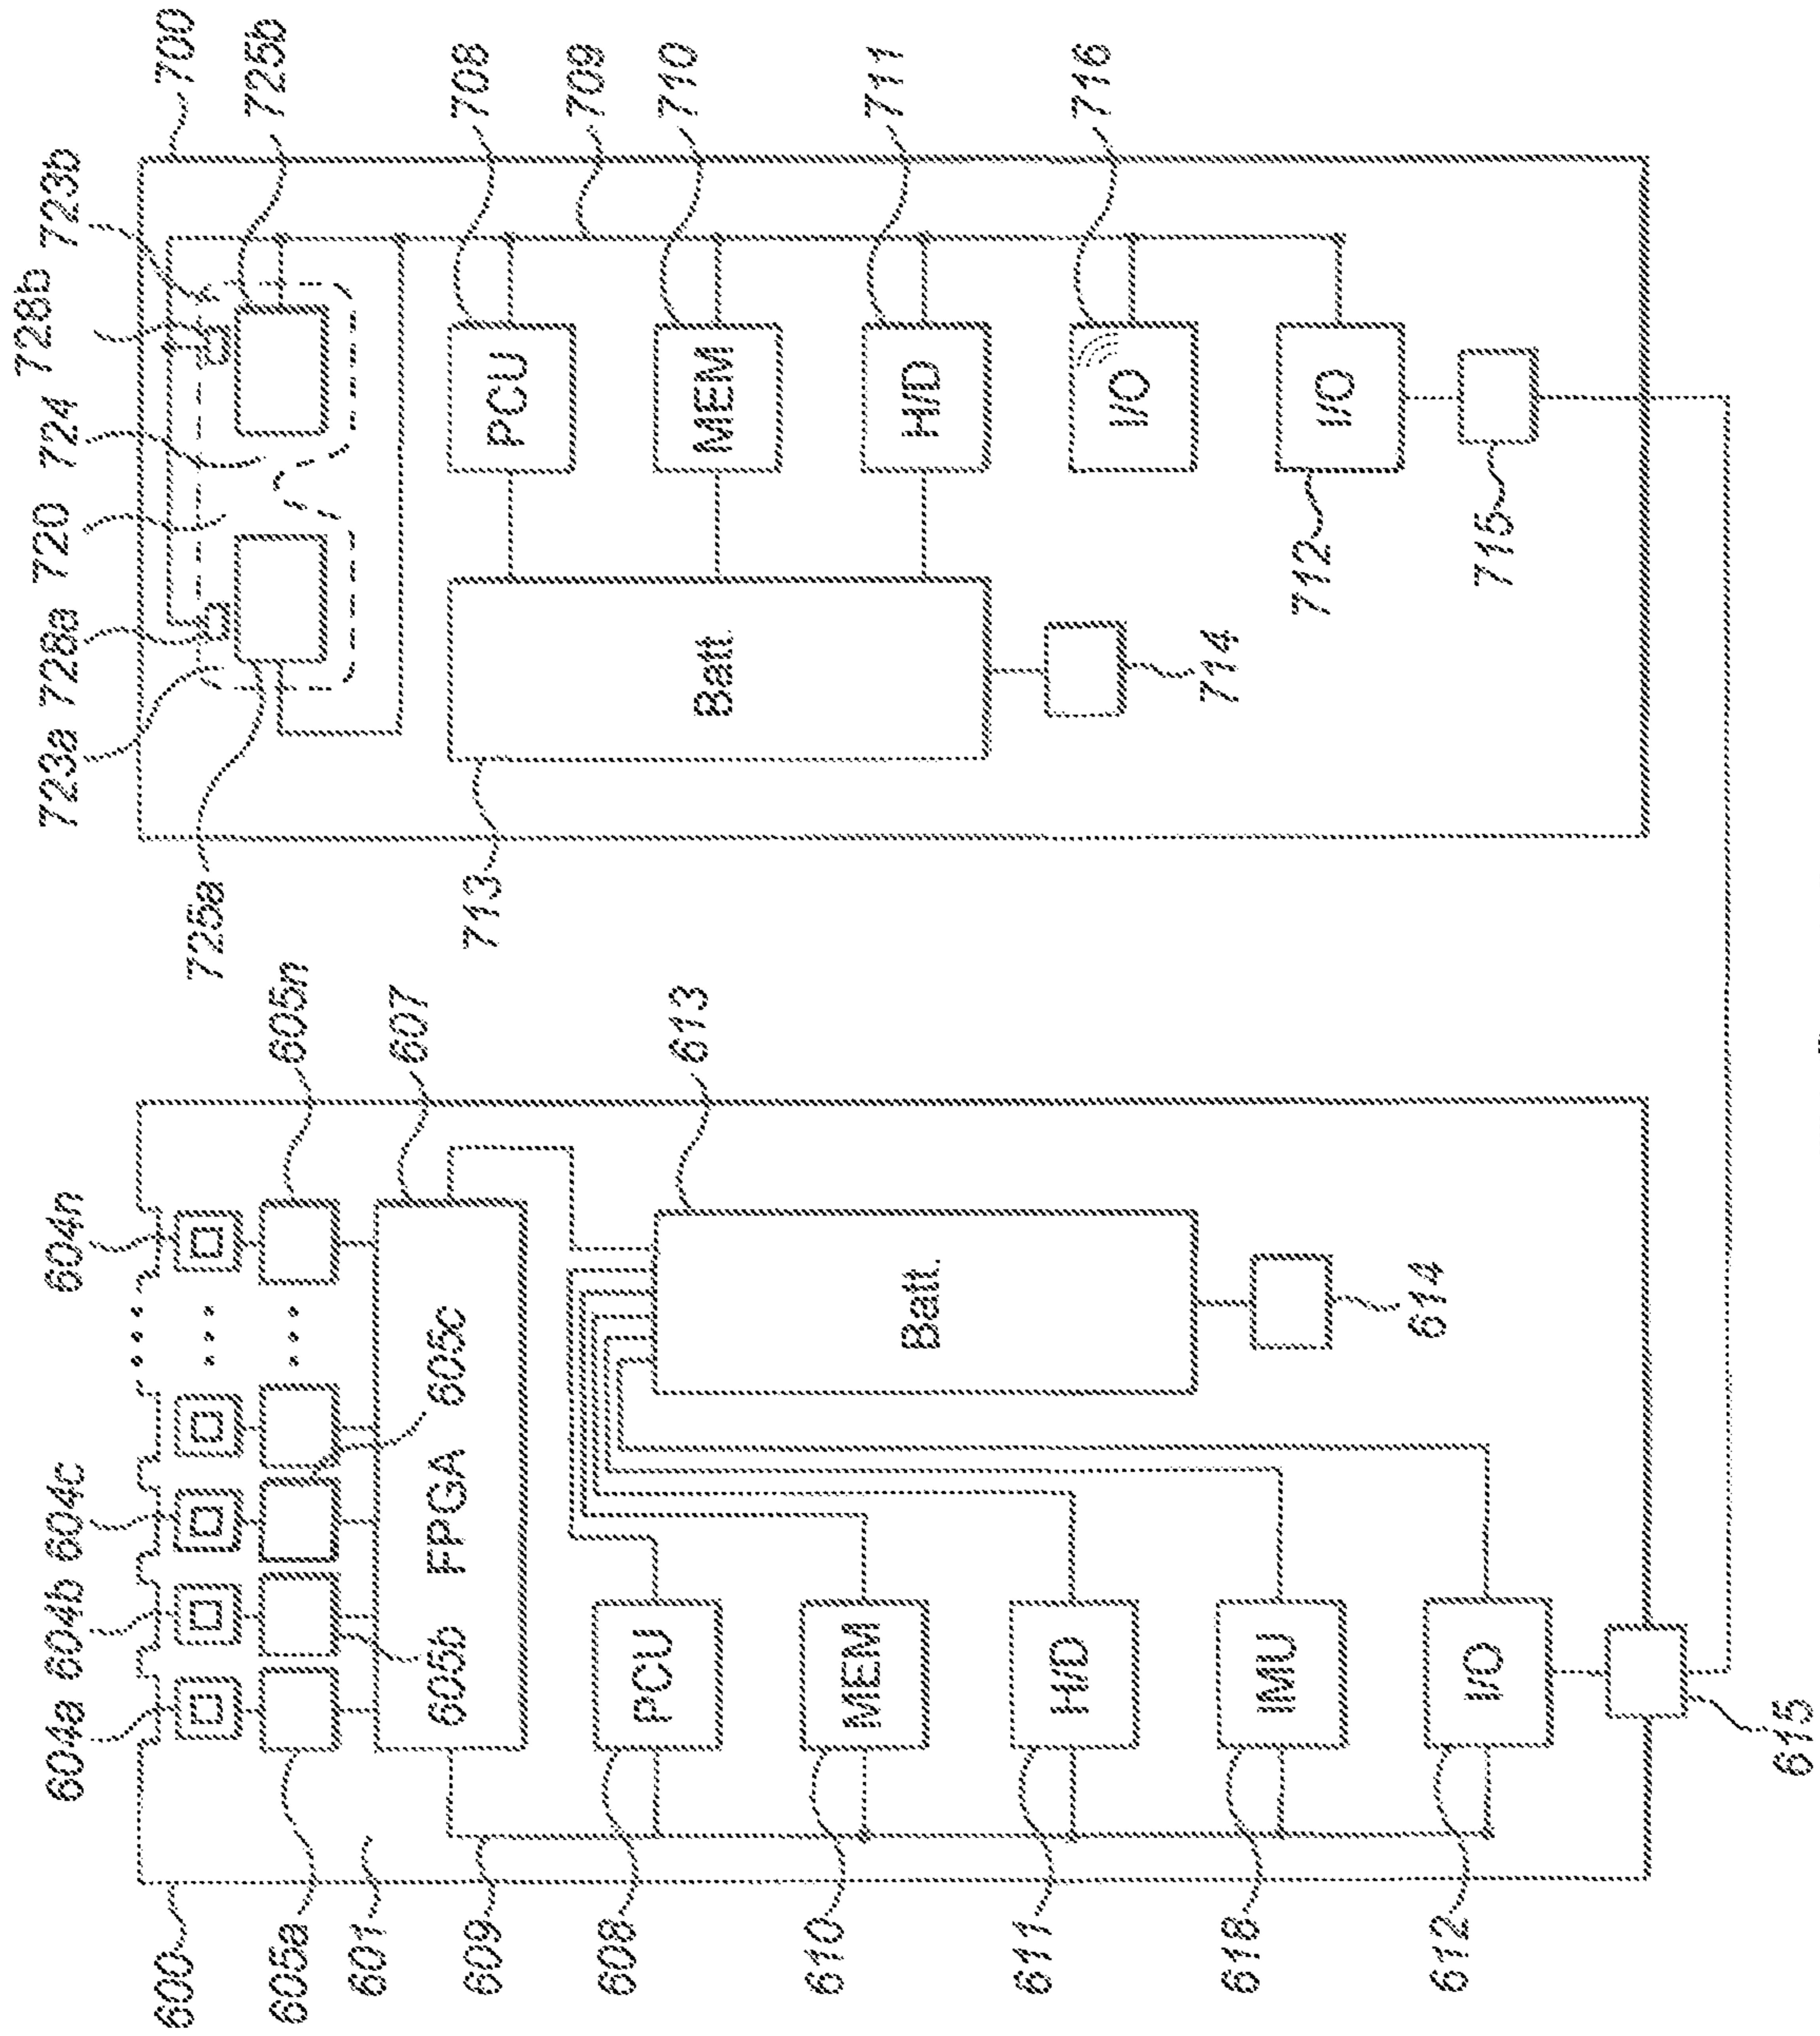 600
604a
604b
604c
604n
605a
601
605b
FPGA
605c
605n
607
609
608
PCU
610
MEM
611
H/D
618
IMU
612
I/O
Batt.
613
614
615
723a
728a
720
724
728b
723b
700
725a
725b
708
PCU
709
710
MEM
711
H/D
716
I/O
712
I/O
713
Batt
714
715